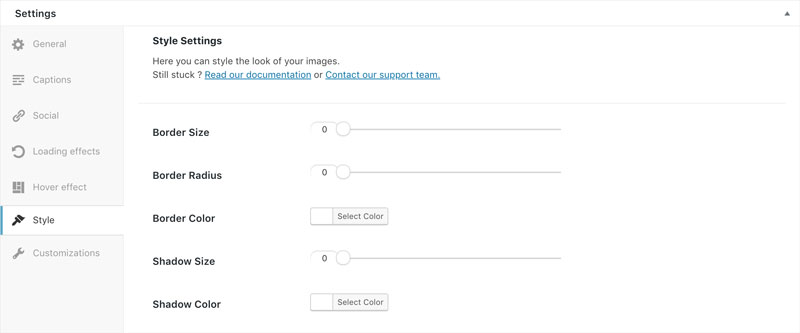 Settings
General
Captions
Social
Loading effects
Hover effect
Style
Customizations
Style Settings
Here you can style the look of your images.
Still stuck ? Read our documentation or Contact our support team.
Border Size 0
Border Radius 0
Border Color Select Color
Shadow Size 0
Shadow Color Select Color